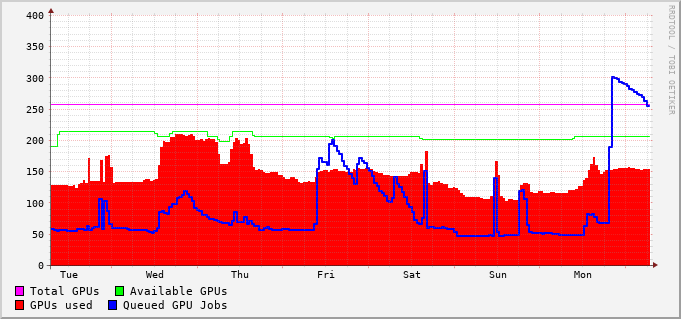 400
350
300
250
200
150
100
50
0
Tue Wed Thu Fri Sat Sun Mon
Total GPUs Available GPUs
GPUs used Queued GPU Jobs
RRDTOOL / TOBI OETIKER